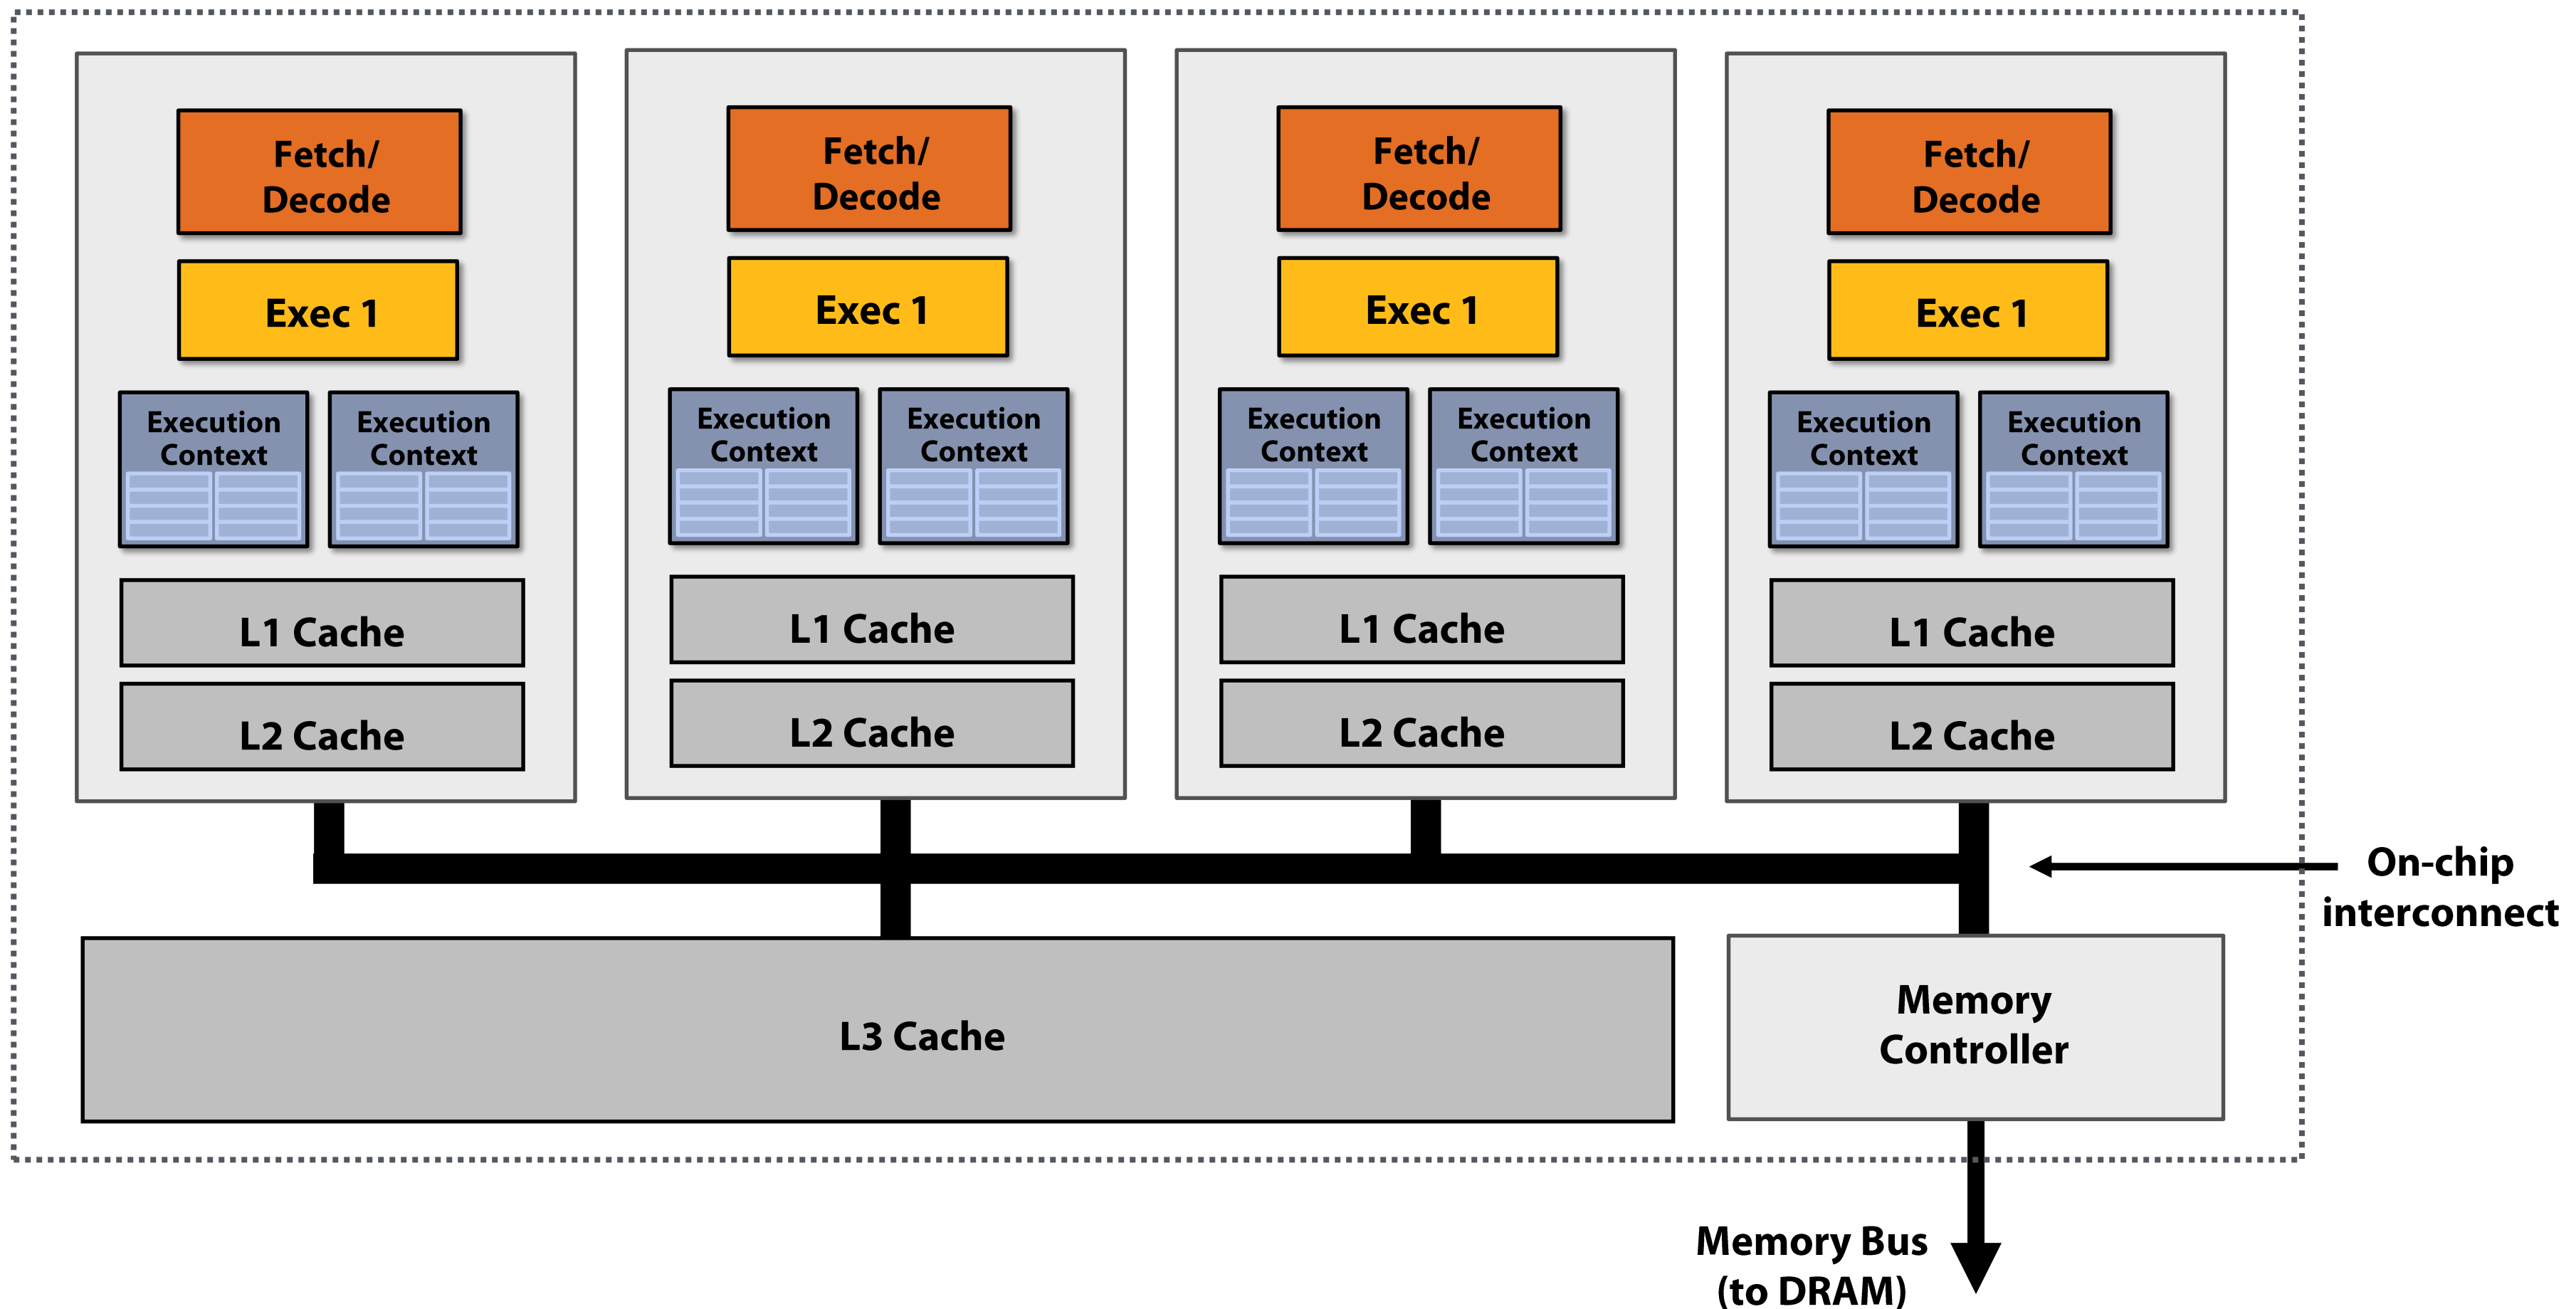 Fetch/
Decode
Exec 1
Execution
Context
Execution
Context
L1 Cache
L2 Cache
Fetch/
Decode
Exec 1
Execution
Context
Execution
Context
L1 Cache
L2 Cache
Fetch/
Decode
Exec 1
Execution
Context
Execution
Context
L1 Cache
L2 Cache
Fetch/
Decode
Exec 1
Execution
Context
Execution
Context
L1 Cache
L2 Cache
On-chip
interconnect
L3 Cache
Memory
Controller
Memory Bus
(to DRAM)